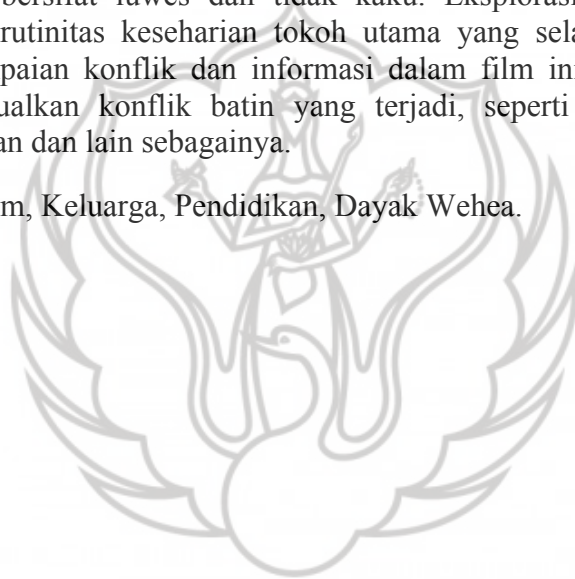 bersifat luwes dan tidak kaku. Eksplorasi
rutinitas keseharian tokoh utama yang sela
paian konflik dan informasi dalam film ini
ualkan konflik batin yang terjadi, seperti
an dan lain sebagainya.
m, Keluarga, Pendidikan, Dayak Wehea.